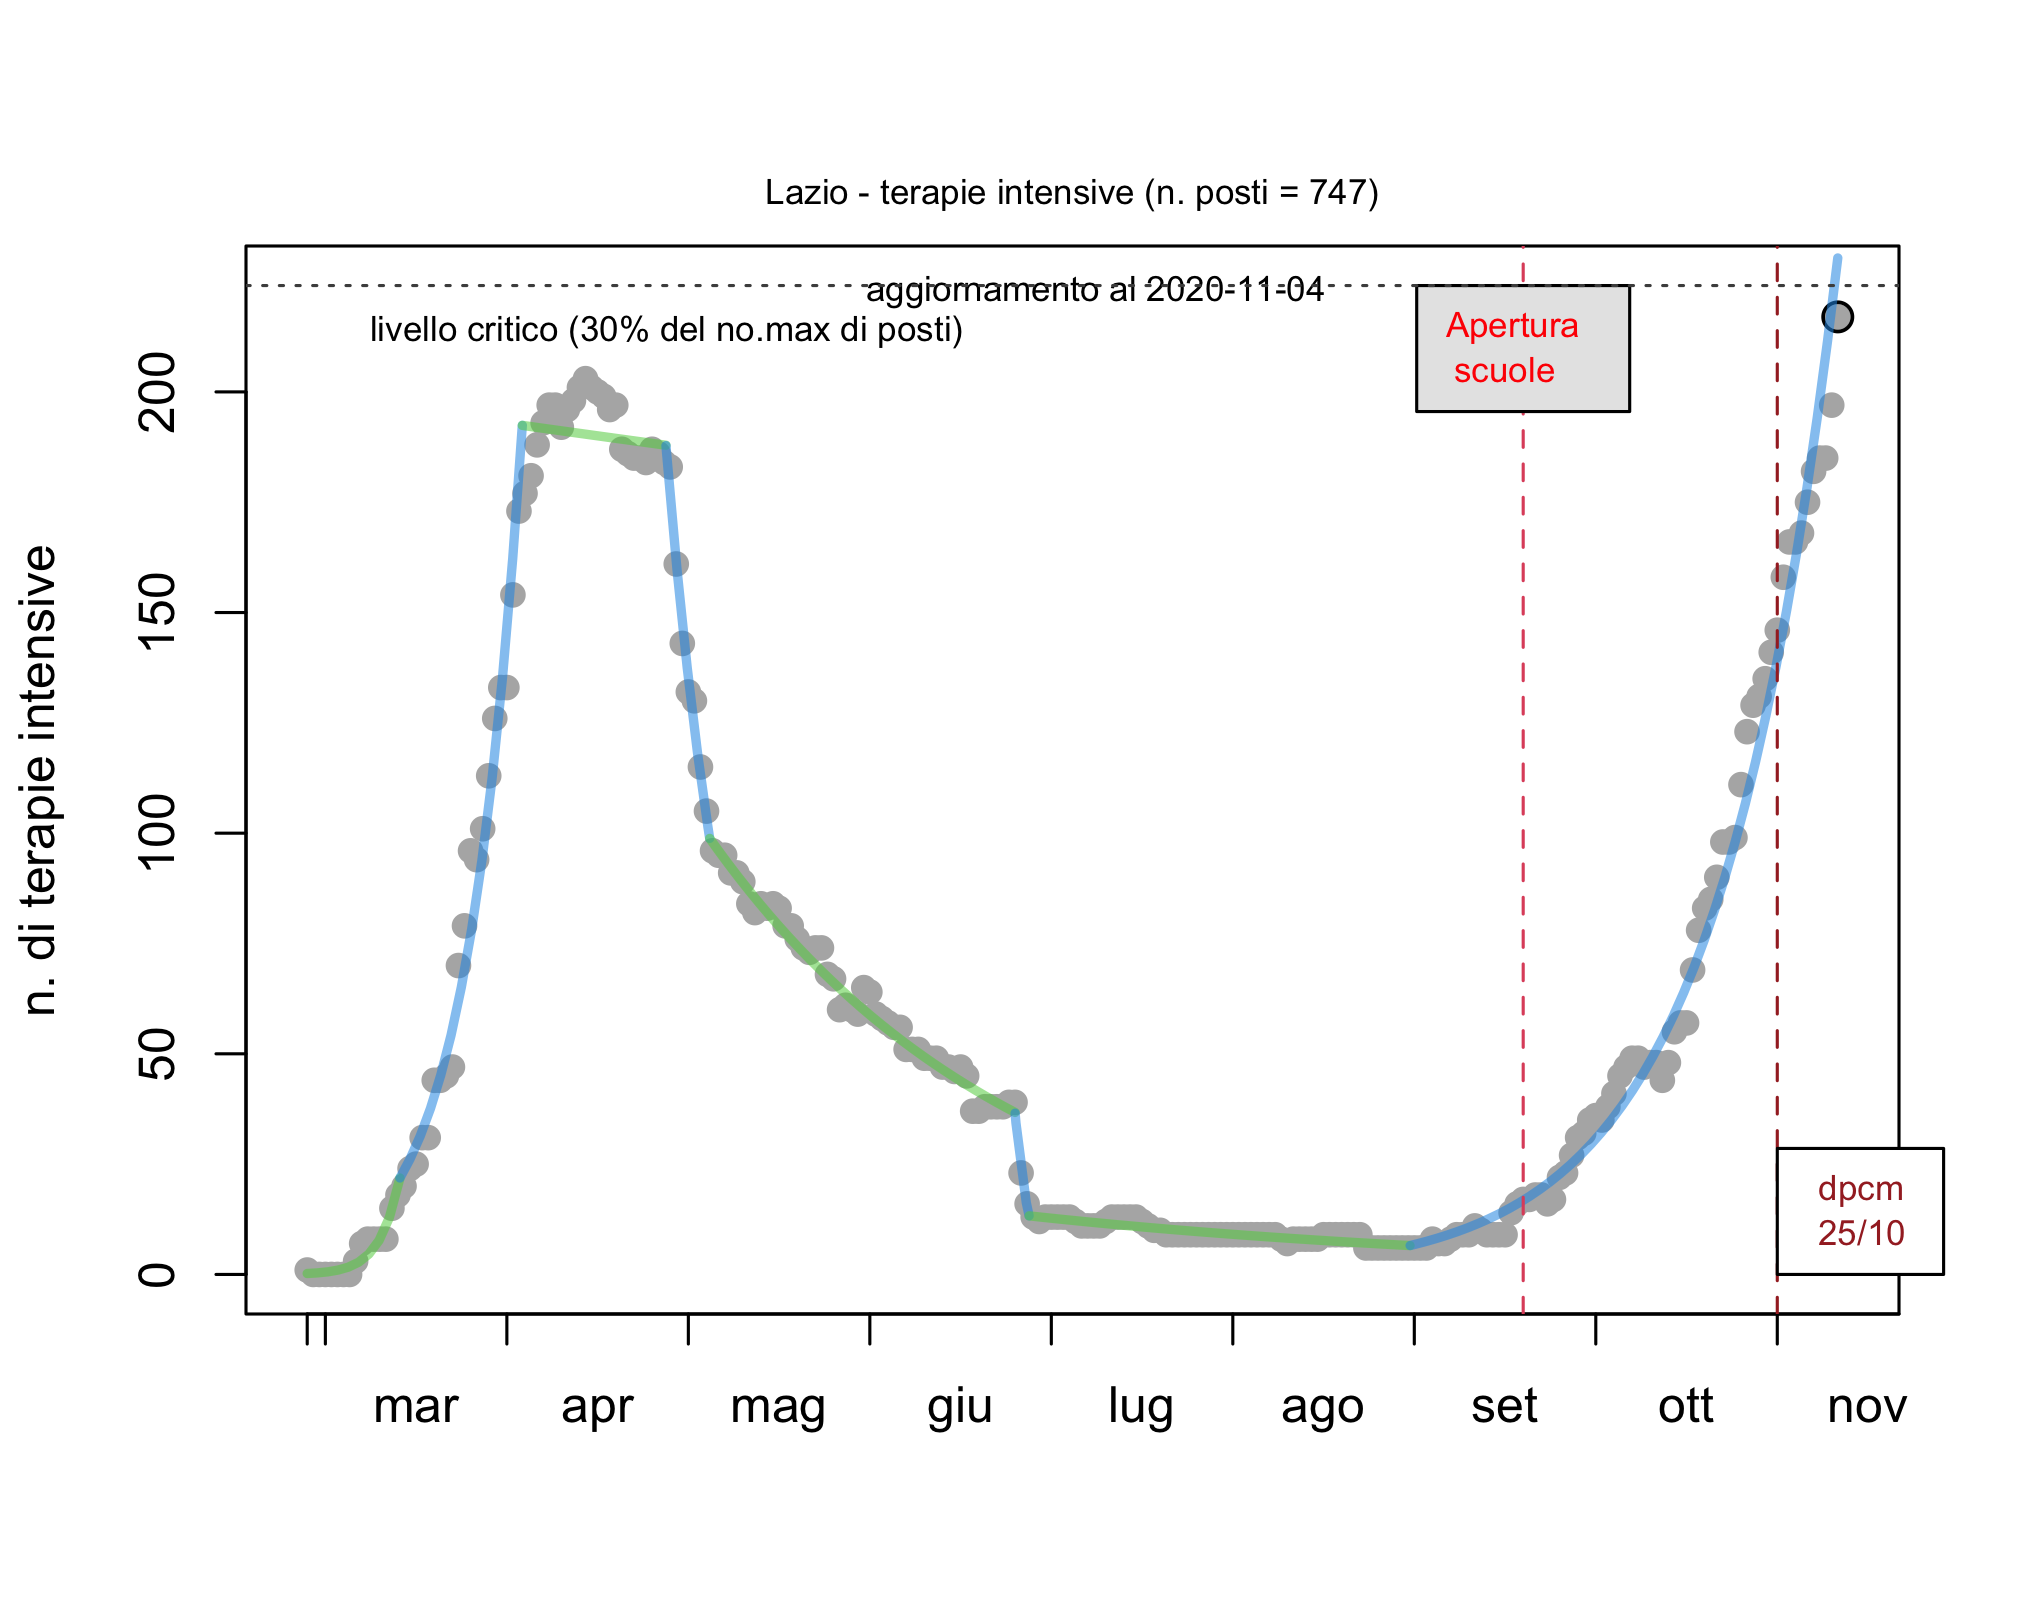 Lazio - terapie intensive (n. posti = 747)
aggiornamento al 2020-11-04
livello critico (30% del no.max di posti)
Apertura
scuole
n. di terapie intensive
200
150
100
50
0
dpcm
25/10
mar apr mag giu lug ago set ott nov